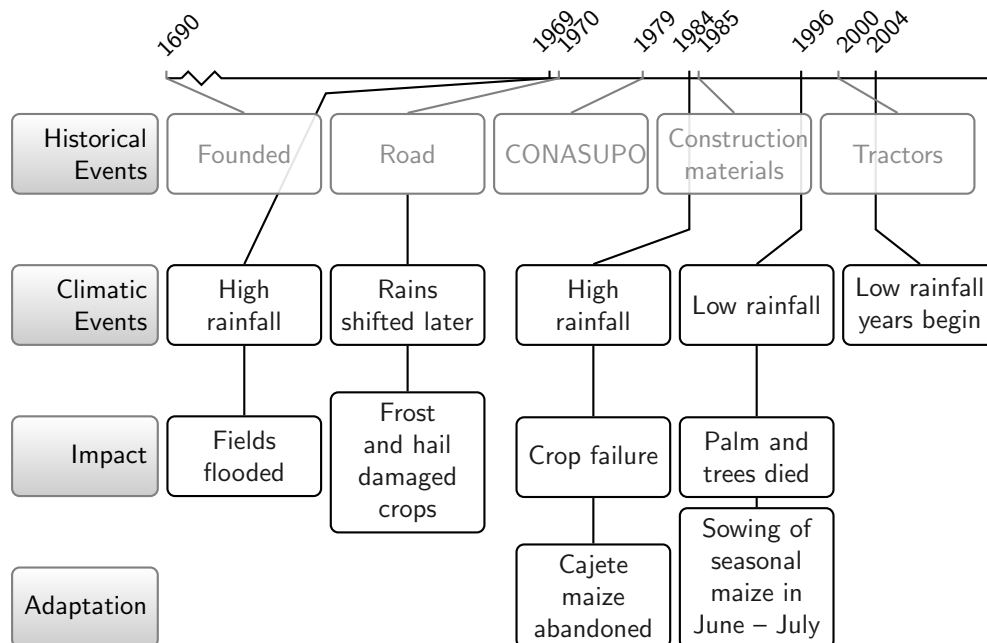 1690
1969
1970
1979
1984
1985
1996
2000
2004
Historical
Events
Founded
Road
CONASUPO
Construction
materials
Tractors
Climatic
Events
High
rainfall
Rains
shifted later
High
rainfall
Low rainfall
Low rainfall
years begin
Impact
Fields
flooded
Frost
and hail
damaged
crops
Crop failure
Palm and
trees died
Adaptation
Cajete
maize
abandoned
Sowing of
seasonal
maize in
June – July